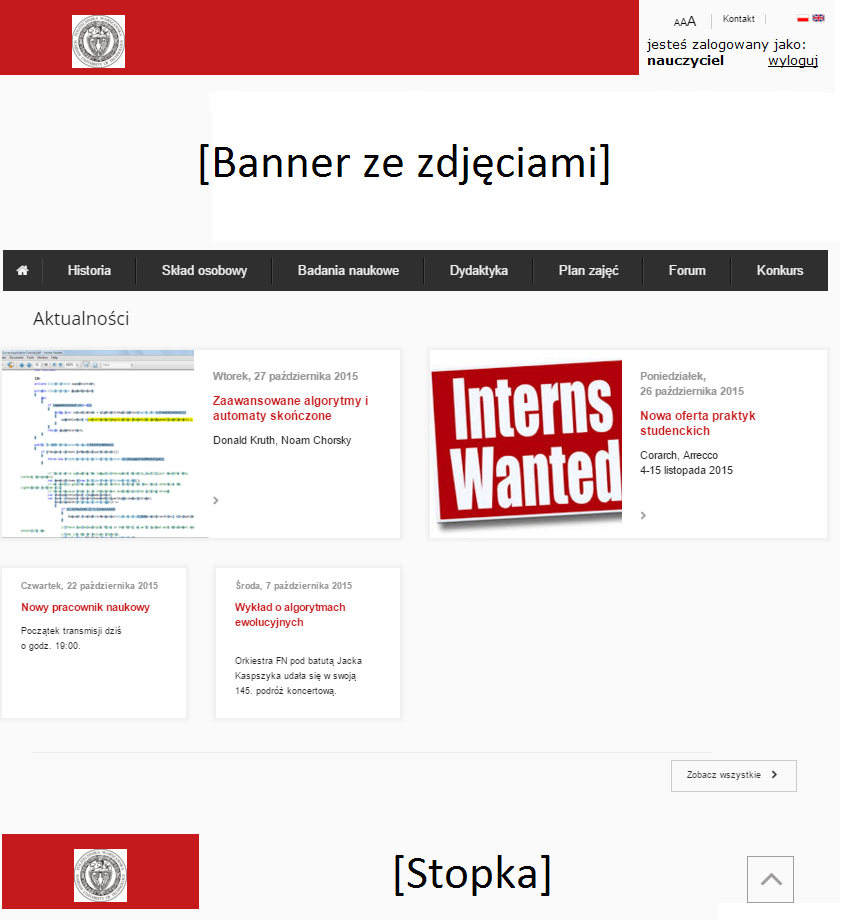 AAA Kontakt
jesteś zalogowany jako:
nauczyciel wyloguj
[Banner ze zdjęciami]
Historia Skład osobowy Badania naukowe Dydaktyka Plan zajęć Forum Konkurs
Aktualności
Wtorek, 27 października 2015
Zaawansowane algorytmy i
automaty skończone
Donald Kruth, Noam Chorsky
Interns
Wanted
Poniedziałek,
26 października 2015
Nowa oferta praktyk
studenckich
Corarch, Arrecco
4-15 listopada 2015
Czwartek, 22 października 2015
Nowy pracownik naukowy
Początek transmisji dziś
o godz. 19:00.
Środa, 7 października 2015
Wykład o algorytmach
ewolucyjnych
Orkiestra FN pod batutą Jacka
Kaspszyka udała się w swoją
145. podróż koncertową.
Zobacz wszystkie
[Stopka]